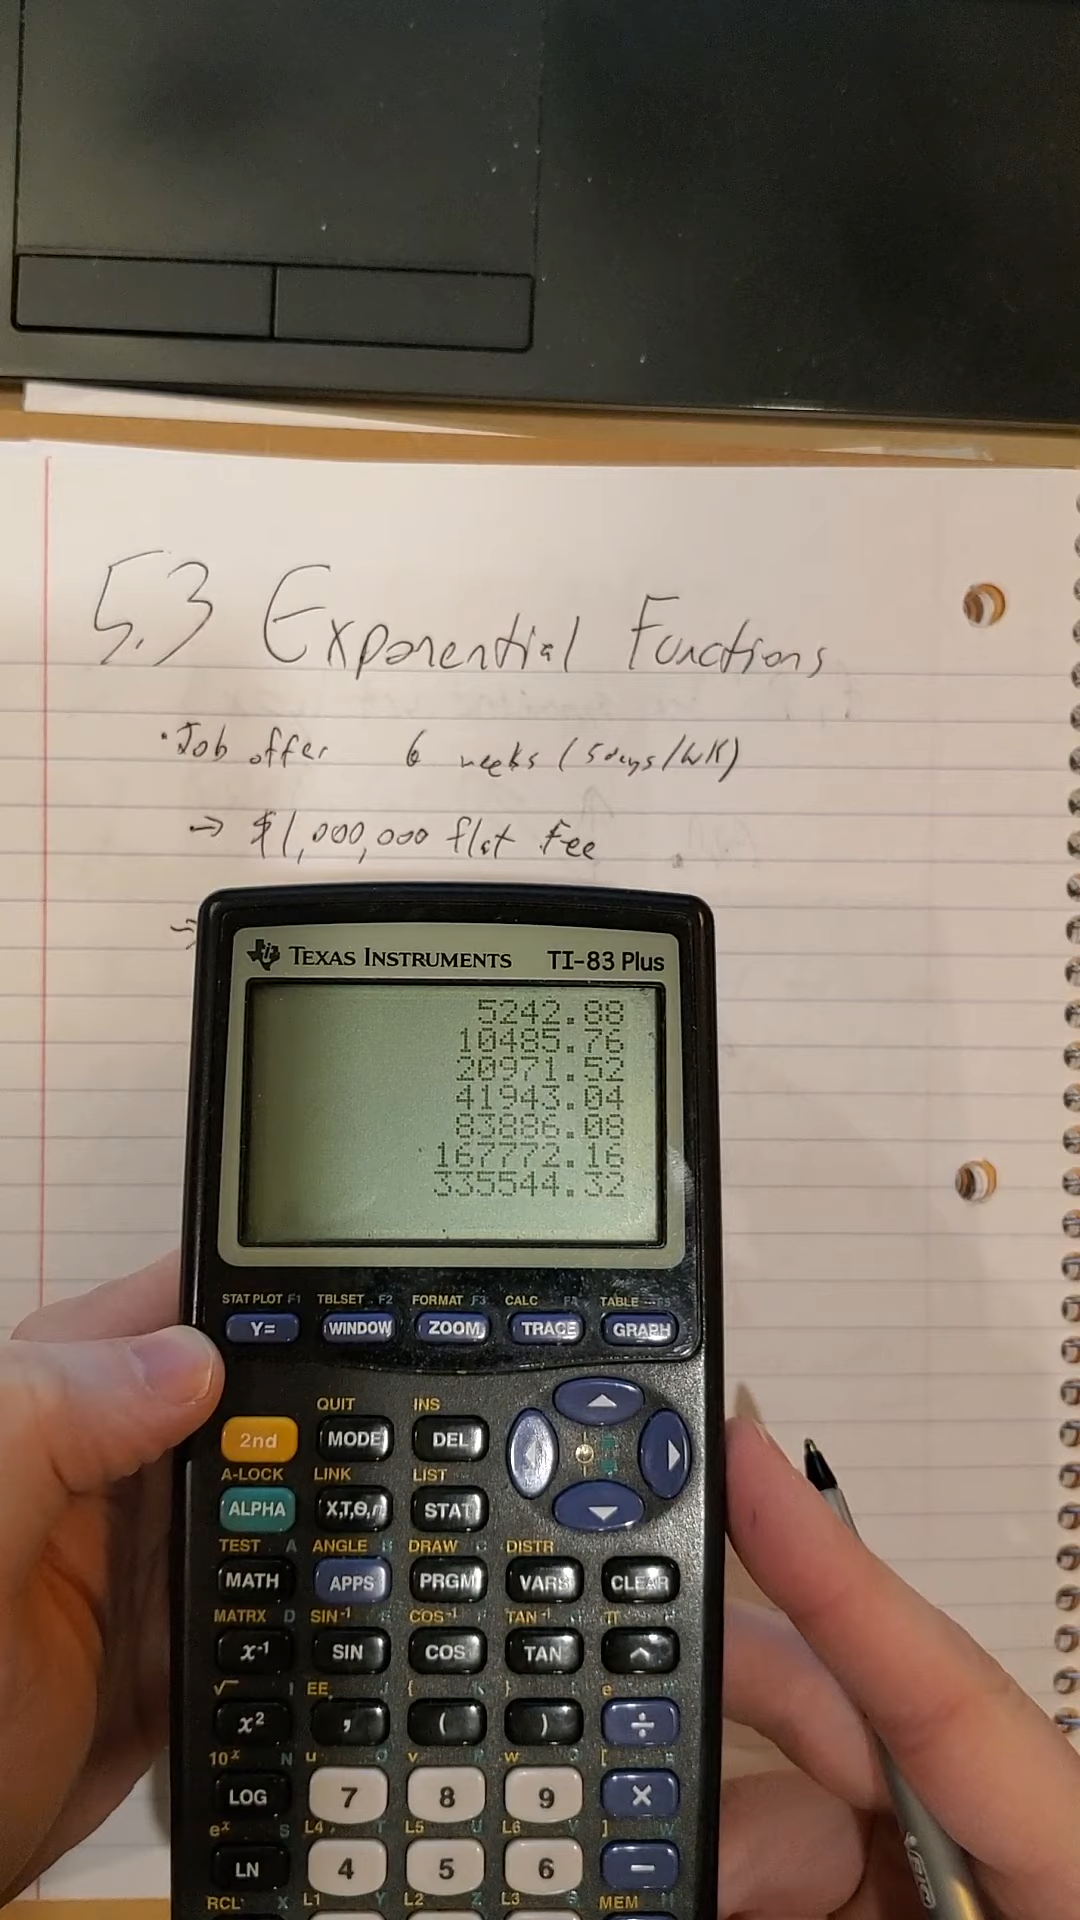 5.3 Exponential Functions
• Job offer 6 weeks (5 days/wk)
→ $1,000,000 flat Fee
→
TEXAS INSTRUMENTS TI-83 Plus
5242.88
10485.76
20971.52
41943.04
83886.08
167772.16
335544.32
STAT PLOT F1 TBLSET F2 FORMAT F3 CALC F4 TABLE F5
Y= WINDOW ZOOM TRACE GRAPH
QUIT INS
2nd MODE DEL
A-LOCK LINK LIST
ALPHA X,T,Θ,n STAT
TEST A ANGLE B DRAW C DISTR
MATH APPS PRGM VARS CLEAR
MATRX D SIN⁻¹ E COS⁻¹ F TAN⁻¹ G π H
x⁻¹ SIN COS TAN ^
√ I EE J { K } L e M
x² , ( ) ÷
10ˣ N u O v P w Q [ R
LOG 7 8 9 ×
eˣ S L4 T L5 U L6 V ] W
LN 4 5 6 −
RCL X L1 Y L2 Z L3 MEM
BIC